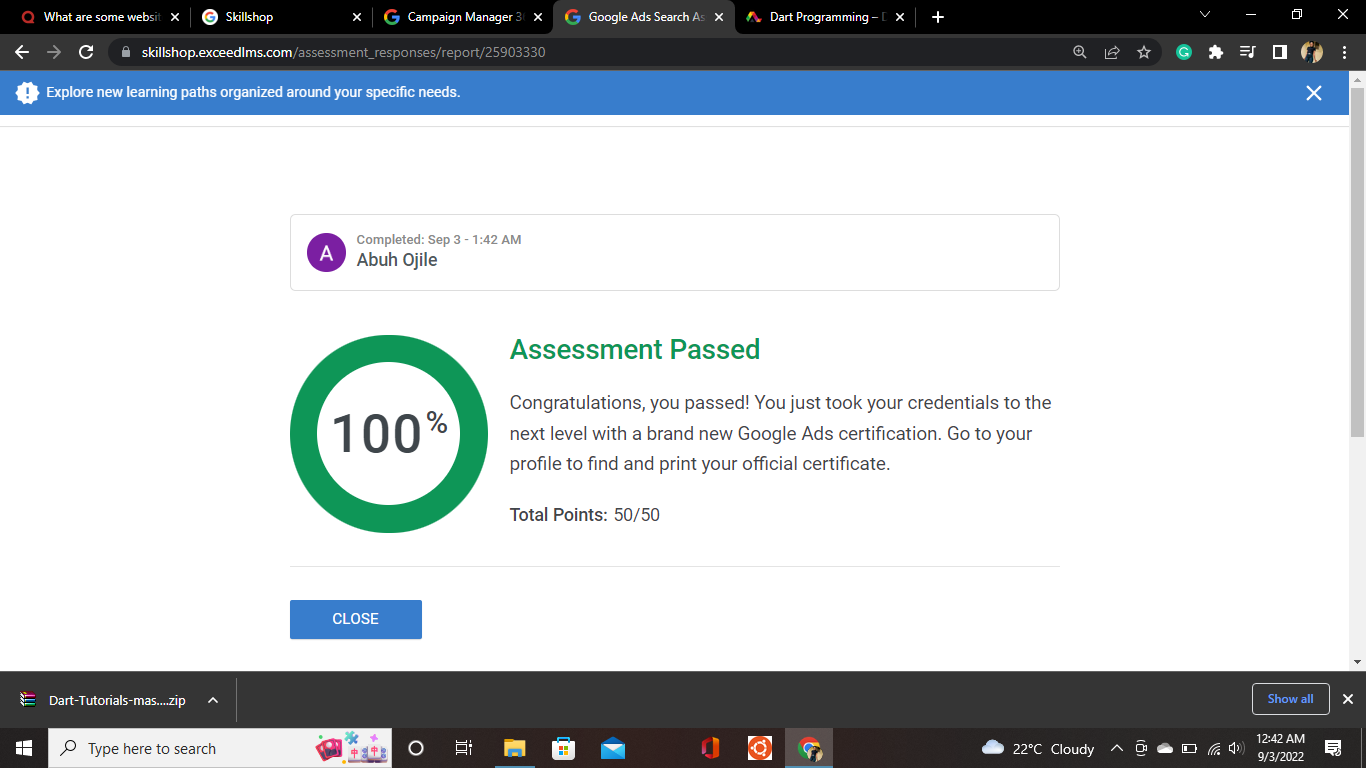 What are some websit
Skillshop
Campaign Manager 3
Google Ads Search As
Dart Programming – D
skillshop.exceedlms.com/assessment_responses/report/25903330
Explore new learning paths organized around your specific needs.
A
Completed: Sep 3 - 1:42 AM
Abuh Ojile
100%
Assessment Passed
Congratulations, you passed! You just took your credentials to the
next level with a brand new Google Ads certification. Go to your
profile to find and print your official certificate.
Total Points: 50/50
CLOSE
Dart-Tutorials-mas....zip
Show all
Type here to search
22°C Cloudy
12:42 AM
9/3/2022